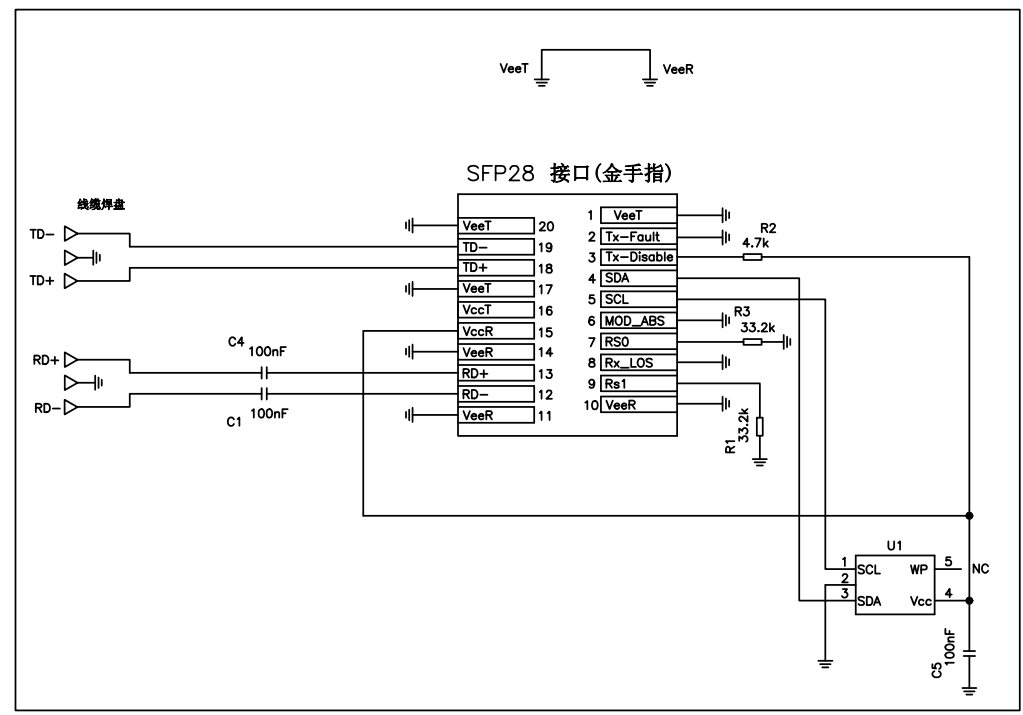 VeeT VeeR
SFP28 接口(金手指)
线缆焊盘
TD-
TD+
RD+
RD-
C4
100nF
C1
100nF
VeeT 20
TD- 19
TD+ 18
VeeT 17
VccT 16
VccR 15
VeeR 14
RD+ 13
RD- 12
VeeR 11
1 VeeT
2 Tx-Fault
3 Tx-Disable
4 SDA
5 SCL
6 MOD_ABS
7 RS0
8 Rx_LOS
9 Rs1
10 VeeR
R2
4.7k
R3
33.2k
R1
33.2k
U1
1 SCL
2
3 SDA
WP 5 NC
Vcc 4
C5
100nF